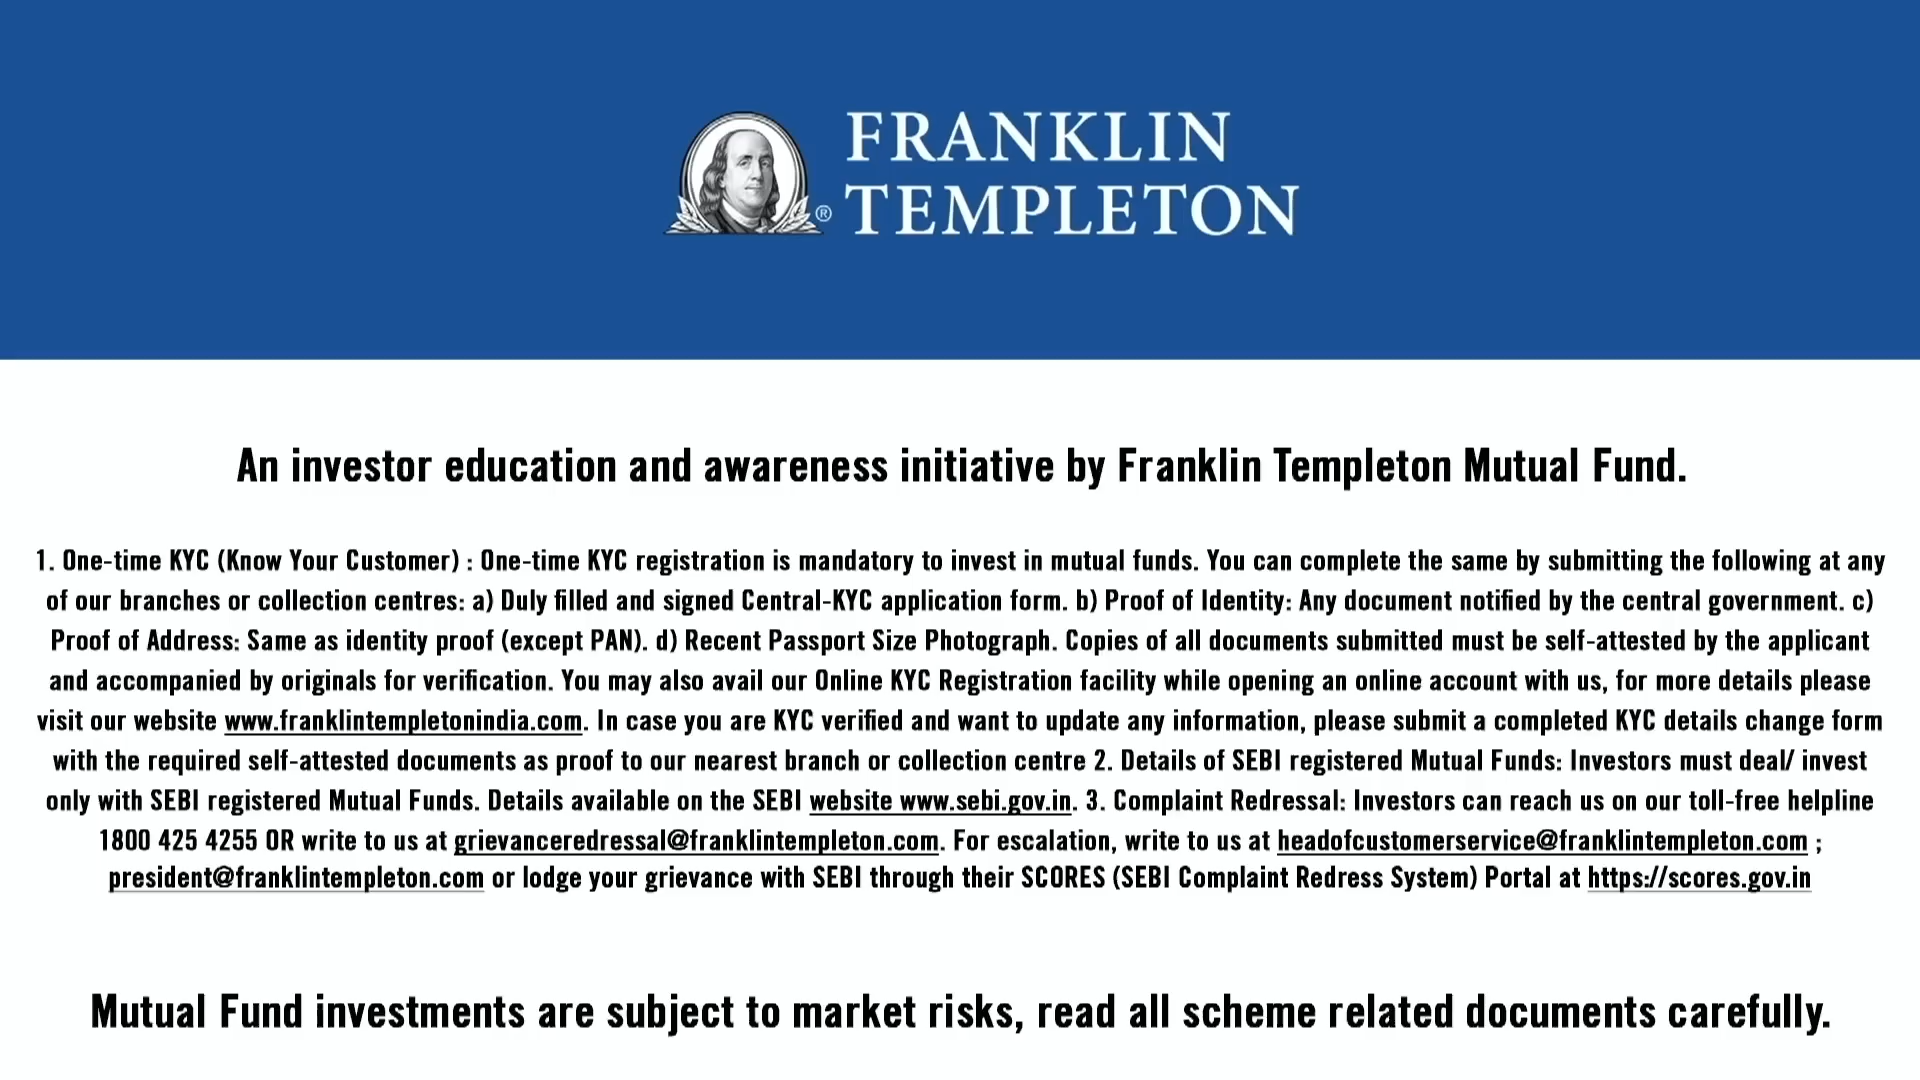 FRANKLIN
TEMPLETON
®
An investor education and awareness initiative by Franklin Templeton Mutual Fund.
1. One-time KYC (Know Your Customer) : One-time KYC registration is mandatory to invest in mutual funds. You can complete the same by submitting the following at any
of our branches or collection centres: a) Duly filled and signed Central-KYC application form. b) Proof of Identity: Any document notified by the central government. c)
Proof of Address: Same as identity proof (except PAN). d) Recent Passport Size Photograph. Copies of all documents submitted must be self-attested by the applicant
and accompanied by originals for verification. You may also avail our Online KYC Registration facility while opening an online account with us, for more details please
visit our website www.franklintempletonindia.com. In case you are KYC verified and want to update any information, please submit a completed KYC details change form
with the required self-attested documents as proof to our nearest branch or collection centre 2. Details of SEBI registered Mutual Funds: Investors must deal/ invest
only with SEBI registered Mutual Funds. Details available on the SEBI website www.sebi.gov.in. 3. Complaint Redressal: Investors can reach us on our toll-free helpline
1800 425 4255 OR write to us at grievanceredressal@franklintempleton.com. For escalation, write to us at headofcustomerservice@franklintempleton.com ;
president@franklintempleton.com or lodge your grievance with SEBI through their SCORES (SEBI Complaint Redress System) Portal at https://scores.gov.in
Mutual Fund investments are subject to market risks, read all scheme related documents carefully.